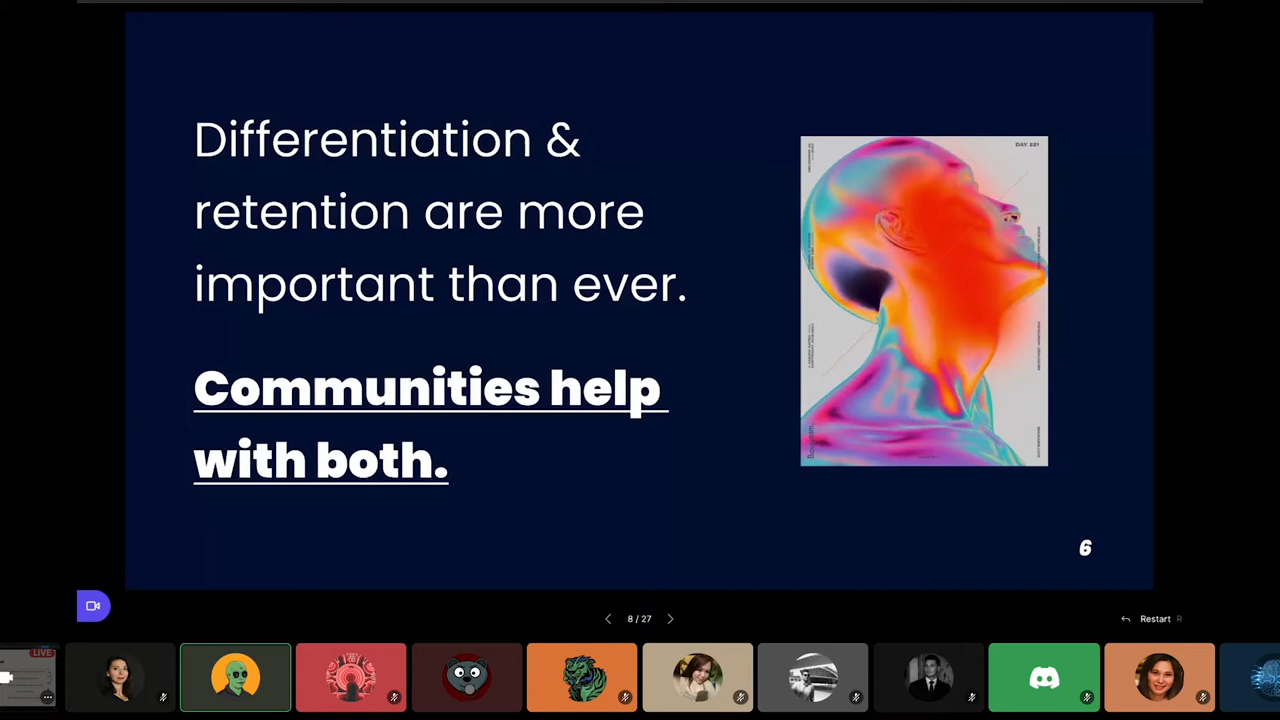 Differentiation &
retention are more
important than ever.
Communities help
with both.
DAY 221
6
8 / 27
Restart R
LIVE